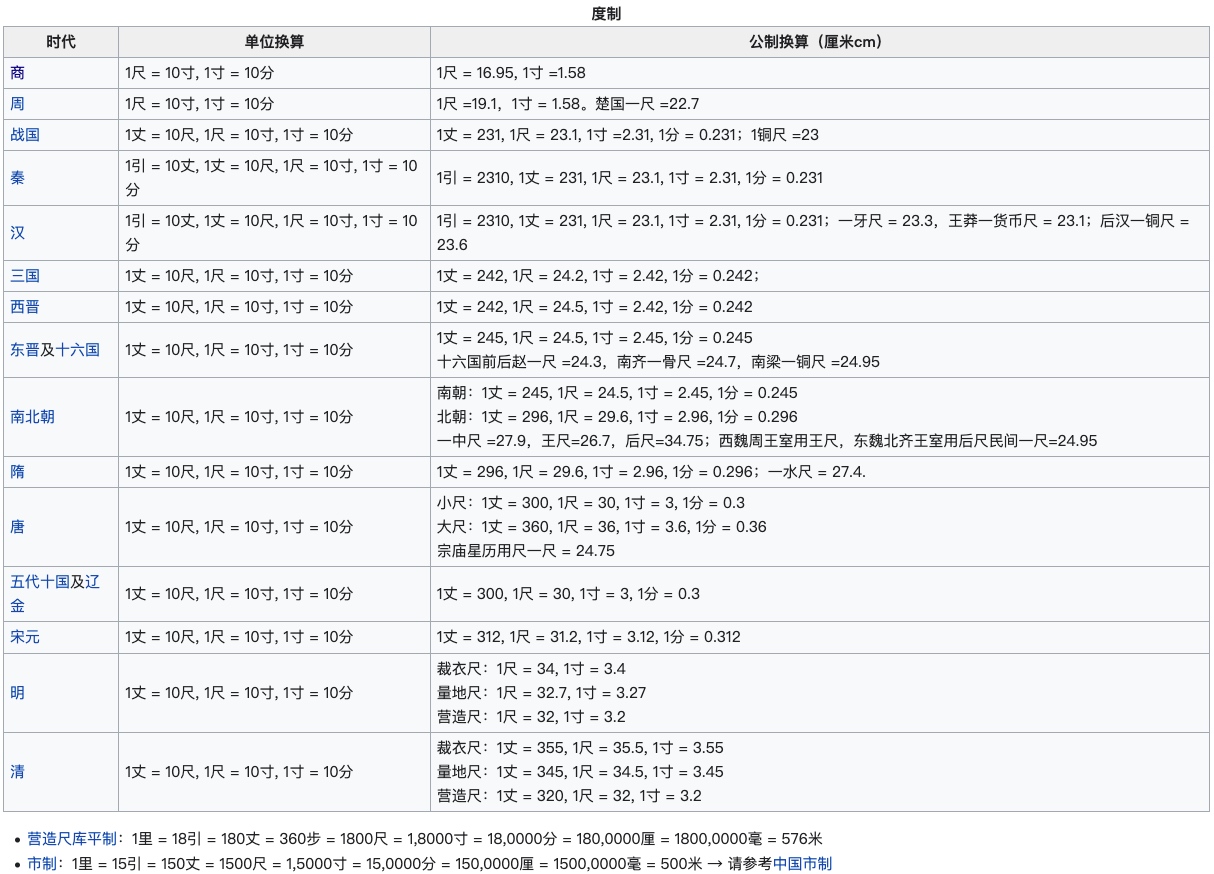 度制
时代 单位换算 公制换算（厘米cm）
商 1尺 = 10寸, 1寸 = 10分 1尺 = 16.95, 1寸 =1.58
周 1尺 = 10寸, 1寸 = 10分 1尺 =19.1，1寸 = 1.58。楚国一尺 =22.7
战国 1丈 = 10尺, 1尺 = 10寸, 1寸 = 10分 1丈 = 231, 1尺 = 23.1, 1寸 =2.31, 1分 = 0.231；1铜尺 =23
秦 1引 = 10丈, 1丈 = 10尺, 1尺 = 10寸, 1寸 = 10
分 1引 = 2310, 1丈 = 231, 1尺 = 23.1, 1寸 = 2.31, 1分 = 0.231
汉 1引 = 10丈, 1丈 = 10尺, 1尺 = 10寸, 1寸 = 10
分 1引 = 2310, 1丈 = 231, 1尺 = 23.1, 1寸 = 2.31, 1分 = 0.231；一牙尺 = 23.3，王莽一货币尺 = 23.1；后汉一铜尺 =
23.6
三国 1丈 = 10尺, 1尺 = 10寸, 1寸 = 10分 1丈 = 242, 1尺 = 24.2, 1寸 = 2.42, 1分 = 0.242；
西晋 1丈 = 10尺, 1尺 = 10寸, 1寸 = 10分 1丈 = 242, 1尺 = 24.5, 1寸 = 2.42, 1分 = 0.242
东晋及十六国 1丈 = 10尺, 1尺 = 10寸, 1寸 = 10分 1丈 = 245, 1尺 = 24.5, 1寸 = 2.45, 1分 = 0.245
十六国前后赵一尺 =24.3，南齐一骨尺 =24.7，南梁一铜尺 =24.95
南北朝 1丈 = 10尺, 1尺 = 10寸, 1寸 = 10分 南朝：1丈 = 245, 1尺 = 24.5, 1寸 = 2.45, 1分 = 0.245
北朝：1丈 = 296, 1尺 = 29.6, 1寸 = 2.96, 1分 = 0.296
一中尺 =27.9，王尺=26.7，后尺=34.75；西魏周王室用王尺，东魏北齐王室用后尺民间一尺=24.95
隋 1丈 = 10尺, 1尺 = 10寸, 1寸 = 10分 1丈 = 296, 1尺 = 29.6, 1寸 = 2.96, 1分 = 0.296；一水尺 = 27.4.
唐 1丈 = 10尺, 1尺 = 10寸, 1寸 = 10分 小尺：1丈 = 300, 1尺 = 30, 1寸 = 3, 1分 = 0.3
大尺：1丈 = 360, 1尺 = 36, 1寸 = 3.6, 1分 = 0.36
宗庙星历用尺一尺 = 24.75
五代十国及辽
金 1丈 = 10尺, 1尺 = 10寸, 1寸 = 10分 1丈 = 300, 1尺 = 30, 1寸 = 3, 1分 = 0.3
宋元 1丈 = 10尺, 1尺 = 10寸, 1寸 = 10分 1丈 = 312, 1尺 = 31.2, 1寸 = 3.12, 1分 = 0.312
明 1丈 = 10尺, 1尺 = 10寸, 1寸 = 10分 裁衣尺：1尺 = 34, 1寸 = 3.4
量地尺：1尺 = 32.7, 1寸 = 3.27
营造尺：1尺 = 32, 1寸 = 3.2
清 1丈 = 10尺, 1尺 = 10寸, 1寸 = 10分 裁衣尺：1丈 = 355, 1尺 = 35.5, 1寸 = 3.55
量地尺：1丈 = 345, 1尺 = 34.5, 1寸 = 3.45
营造尺：1丈 = 320, 1尺 = 32, 1寸 = 3.2
• 营造尺库平制：1里 = 18引 = 180丈 = 360步 = 1800尺 = 1,8000寸 = 18,0000分 = 180,0000厘 = 1800,0000毫 = 576米
• 市制：1里 = 15引 = 150丈 = 1500尺 = 1,5000寸 = 15,0000分 = 150,0000厘 = 1500,0000毫 = 500米 → 请参考中国市制